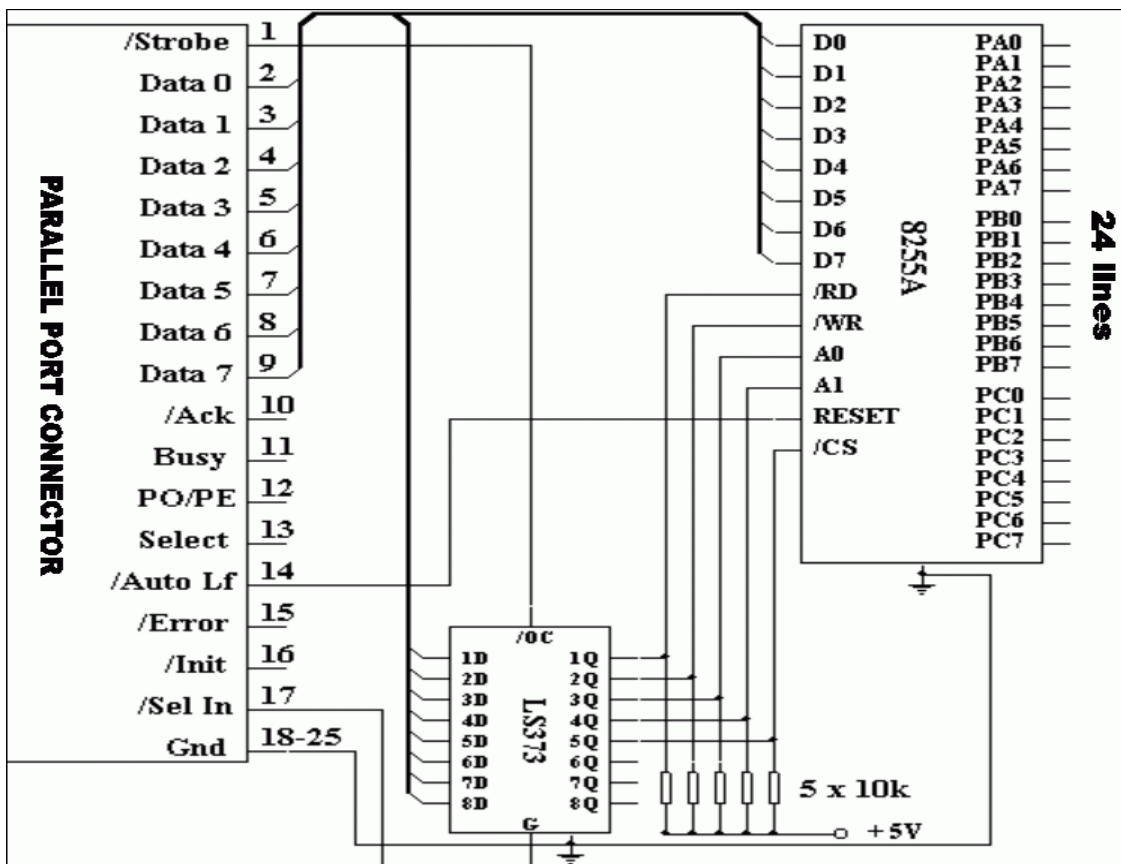 PARALLEL PORT CONNECTOR
/Strobe 1
Data 0 2
Data 1 3
Data 2 4
Data 3 5
Data 4 6
Data 5 7
Data 6 8
Data 7 9
/Ack 10
Busy 11
PO/PE 12
Select 13
/Auto Lf 14
/Error 15
/Init 16
/Sel In 17
Gnd 18-25
/OC
1D 1Q
2D 2Q
3D 3Q
4D 4Q
5D 5Q
6D 6Q
7D 7Q
8D 8Q
LS373
G
5 x 10k
+5V
D0
D1
D2
D3
D4
D5
D6
D7
/RD
/WR
A0
A1
RESET
/CS
8255A
PA0
PA1
PA2
PA3
PA4
PA5
PA6
PA7
PB0
PB1
PB2
PB3
PB4
PB5
PB6
PB7
PC0
PC1
PC2
PC3
PC4
PC5
PC6
PC7
24 lines